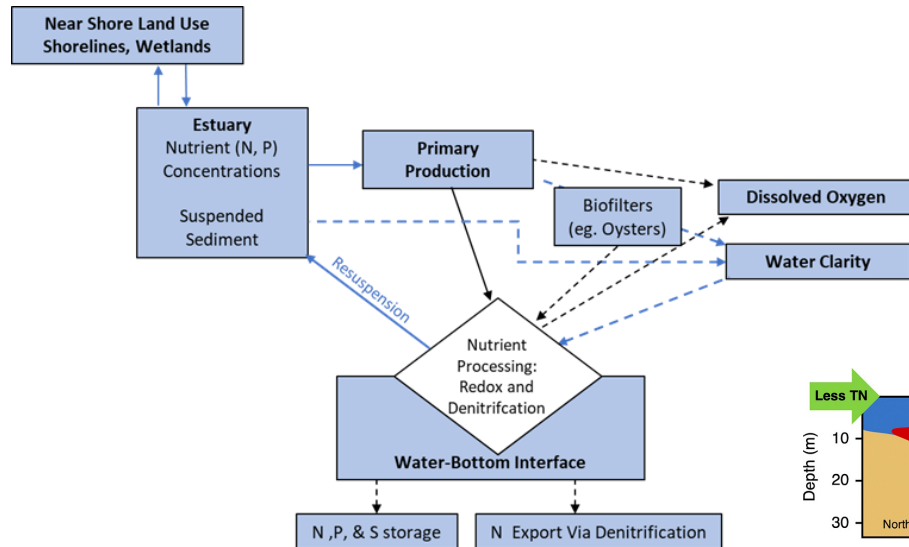 Near Shore Land Use
Shorelines, Wetlands
Estuary
Nutrient (N, P)
Concentrations
Suspended
Sediment
Primary
Production
Biofilters
(eg. Oysters)
Dissolved Oxygen
Water Clarity
Resuspension
Nutrient
Processing:
Redox and
Denitrifcation
Water-Bottom Interface
N ,P, & S storage
N Export Via Denitrification
Less TN
Depth (m)
10
20
30
North